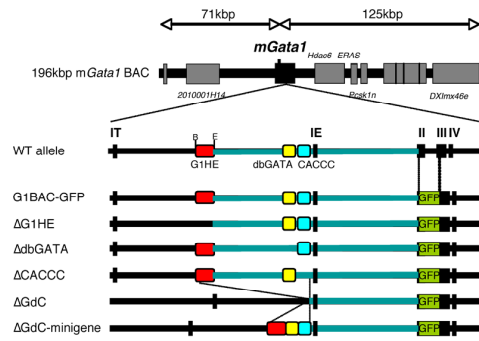 71kbp 125kbp
mGata1
Hdac6 ERAS
196kbp mGata1 BAC
2010001H14 Pcsk1n DXImx46e
IT B E IE II III IV
WT allele
G1HE dbGATA CACCC
G1BAC-GFP GFP
ΔG1HE GFP
ΔdbGATA GFP
ΔCACCC GFP
ΔGdC GFP
ΔGdC-minigene GFP